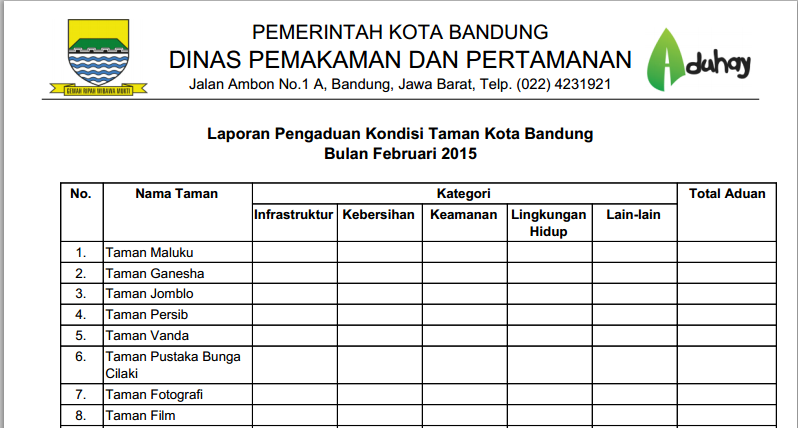 PEMERINTAH KOTA BANDUNG
DINAS PEMAKAMAN DAN PERTAMANAN
Jalan Ambon No.1 A, Bandung, Jawa Barat, Telp. (022) 4231921
GEMAH RIPAH WIBAWA MUKTI
Aduhay
Laporan Pengaduan Kondisi Taman Kota Bandung
Bulan Februari 2015
No. Nama Taman Kategori Total Aduan
Infrastruktur Kebersihan Keamanan Lingkungan Hidup Lain-lain
1. Taman Maluku
2. Taman Ganesha
3. Taman Jomblo
4. Taman Persib
5. Taman Vanda
6. Taman Pustaka Bunga
Cilaki
7. Taman Fotografi
8. Taman Film